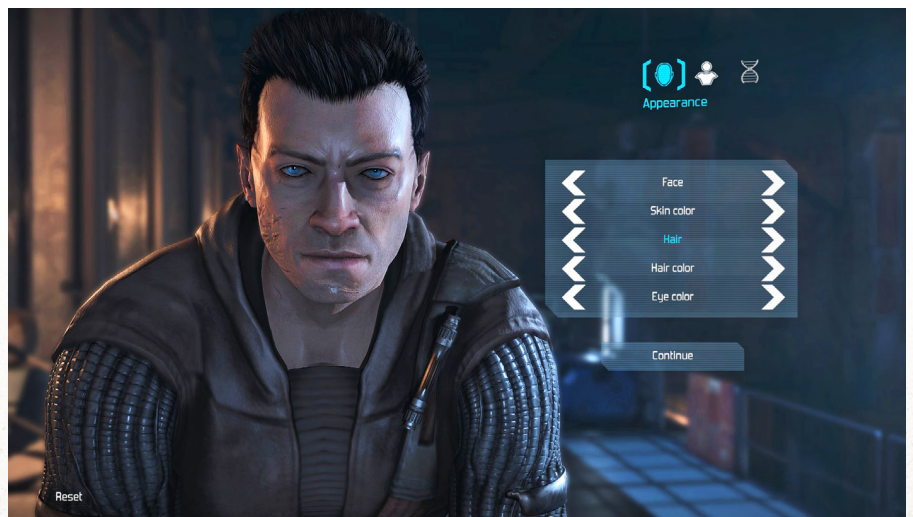 Appearance
Face
Skin color
Hair
Hair color
Eye color
Continue
Reset